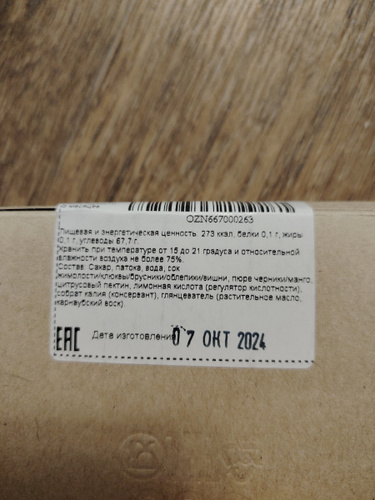 OZN667000263
Пищевая и энергетическая ценность: 273 ккал, белки 0,1 г, жиры
0,1 г, углеводы 67,7 г.
Хранить при температуре от 15 до 21 градуса и относительной
влажности воздуха не более 75%.
Состав: Сахар, патока, вода, сок
жимолости/клюквы/брусники/облепихи/вишни, пюре черники/манго,
цитрусовый пектин, лимонная кислота (регулятор кислотности),
сорбат калия (консервант), глянцеватель (растительное масло,
карнаубский воск).
ЕАС Дата изготовления 07 ОКТ 2024